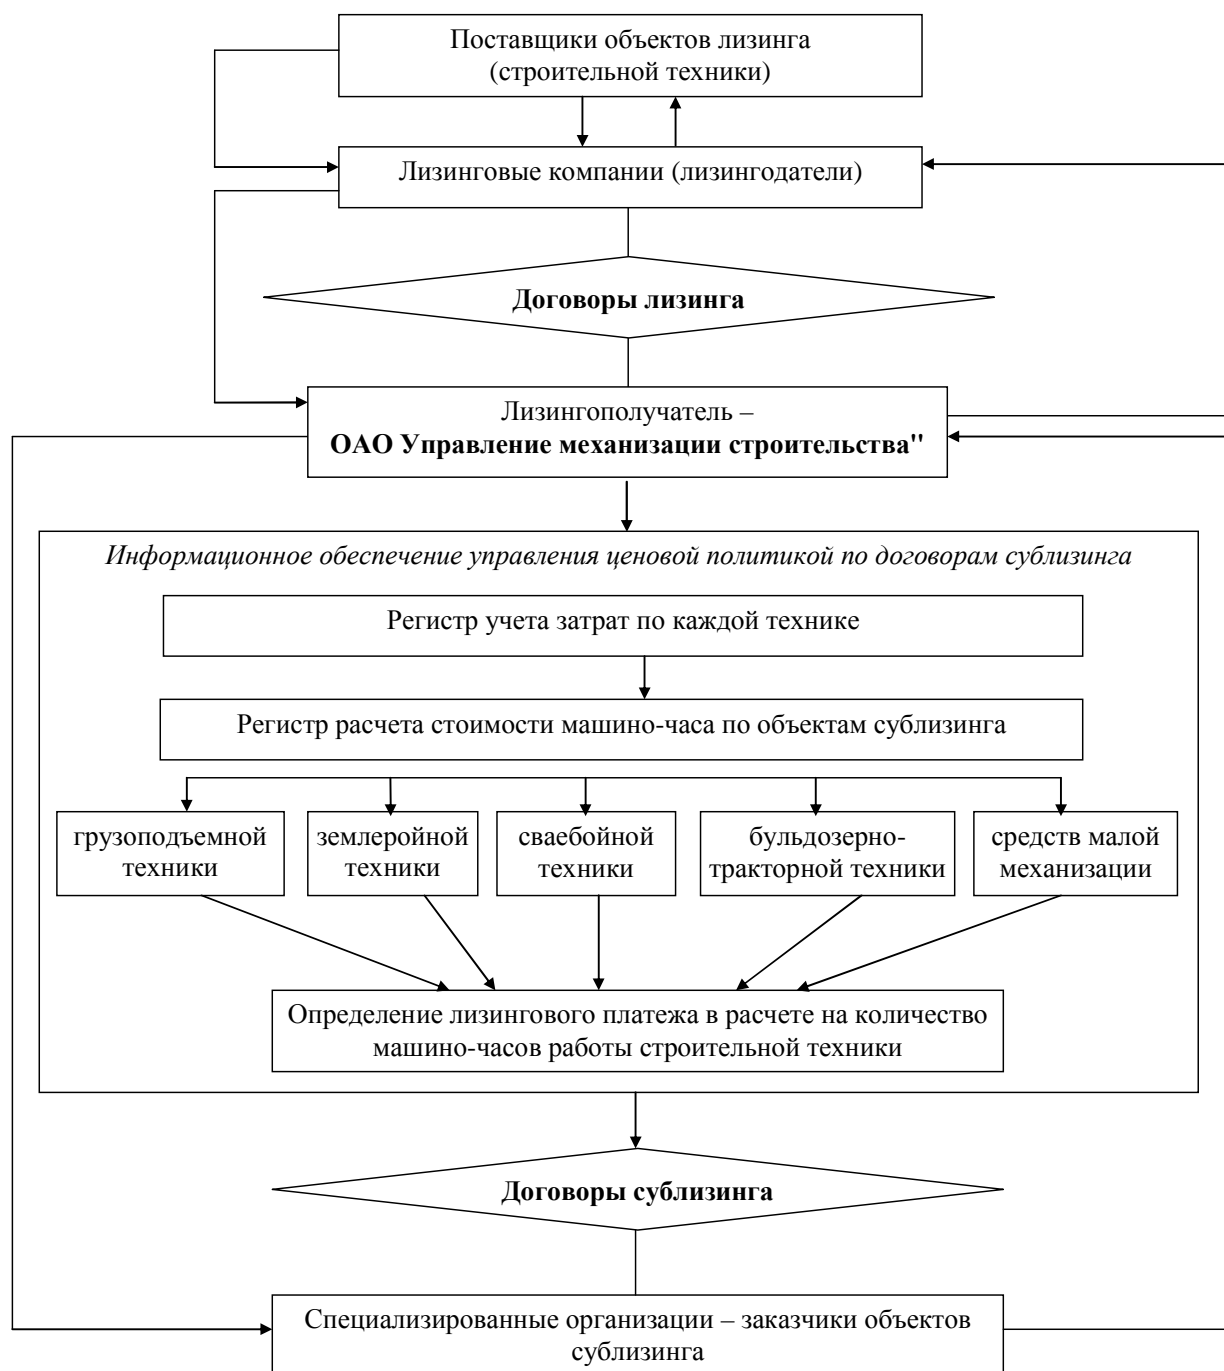 Поставщики объектов лизинга
(строительной техники)
Лизинговые компании (лизингодатели)
Договоры лизинга
Лизингополучатель –
ОАО Управление механизации строительства"
Информационное обеспечение управления ценовой политикой по договорам сублизинга
Регистр учета затрат по каждой технике
Регистр расчета стоимости машино-часа по объектам сублизинга
грузоподъемной
техники
землеройной
техники
сваебойной
техники
бульдозерно-
тракторной техники
средств малой
механизации
Определение лизингового платежа в расчете на количество
машино-часов работы строительной техники
Договоры сублизинга
Специализированные организации – заказчики объектов
сублизинга